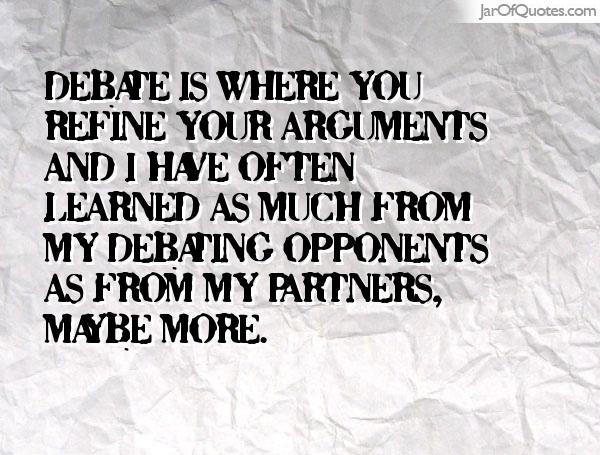 JarOfQuotes.com
DEBATE IS WHERE YOU
REFINE YOUR ARGUMENTS
AND I HAVE OFTEN
LEARNED AS MUCH FROM
MY DEBATING OPPONENTS
AS FROM MY PARTNERS,
MAYBE MORE.